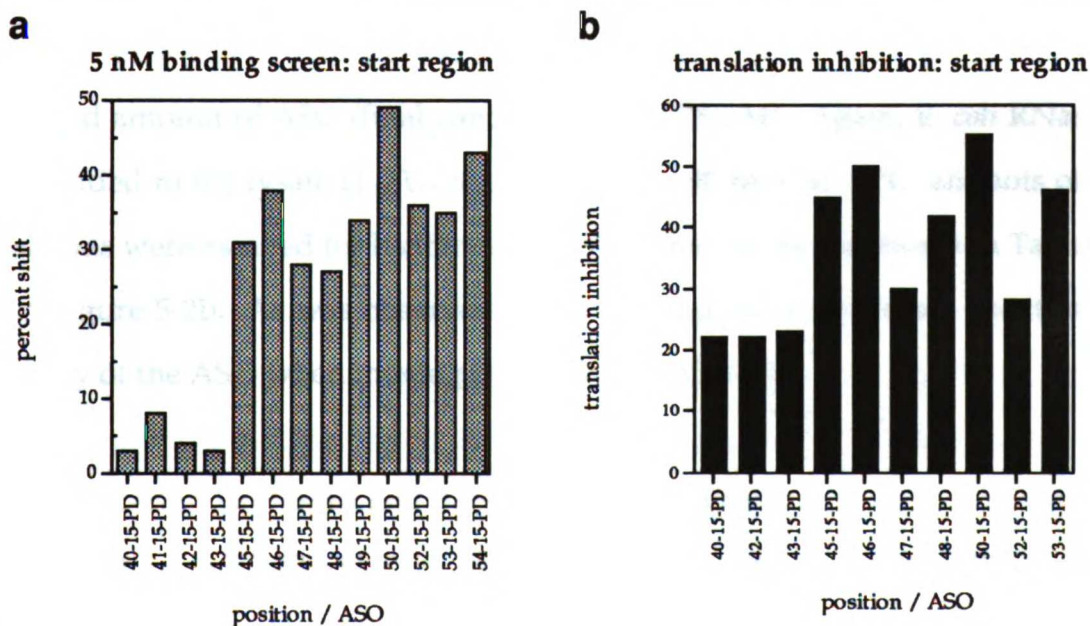 a
5 nM binding screen: start region
percent shift
50
40
30
20
10
0
40-15-PD
41-15-PD
42-15-PD
43-15-PD
45-15-PD
46-15-PD
47-15-PD
48-15-PD
49-15-PD
50-15-PD
52-15-PD
53-15-PD
54-15-PD
position / ASO
b
translation inhibition: start region
translation inhibition
60
50
40
30
20
10
0
40-15-PD
42-15-PD
43-15-PD
45-15-PD
46-15-PD
47-15-PD
48-15-PD
50-15-PD
52-15-PD
53-15-PD
position / ASO